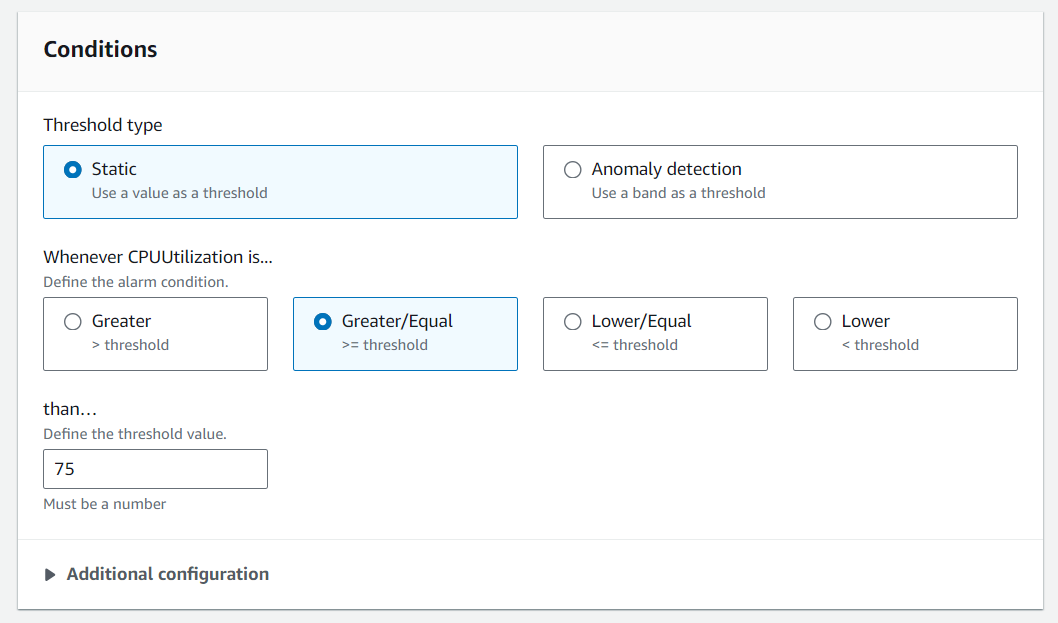 Conditions
Threshold type
Static
Use a value as a threshold
Anomaly detection
Use a band as a threshold
Whenever CPUUtilization is...
Define the alarm condition.
Greater
> threshold
Greater/Equal
>= threshold
Lower/Equal
<= threshold
Lower
< threshold
than…
Define the threshold value.
75
Must be a number
Additional configuration